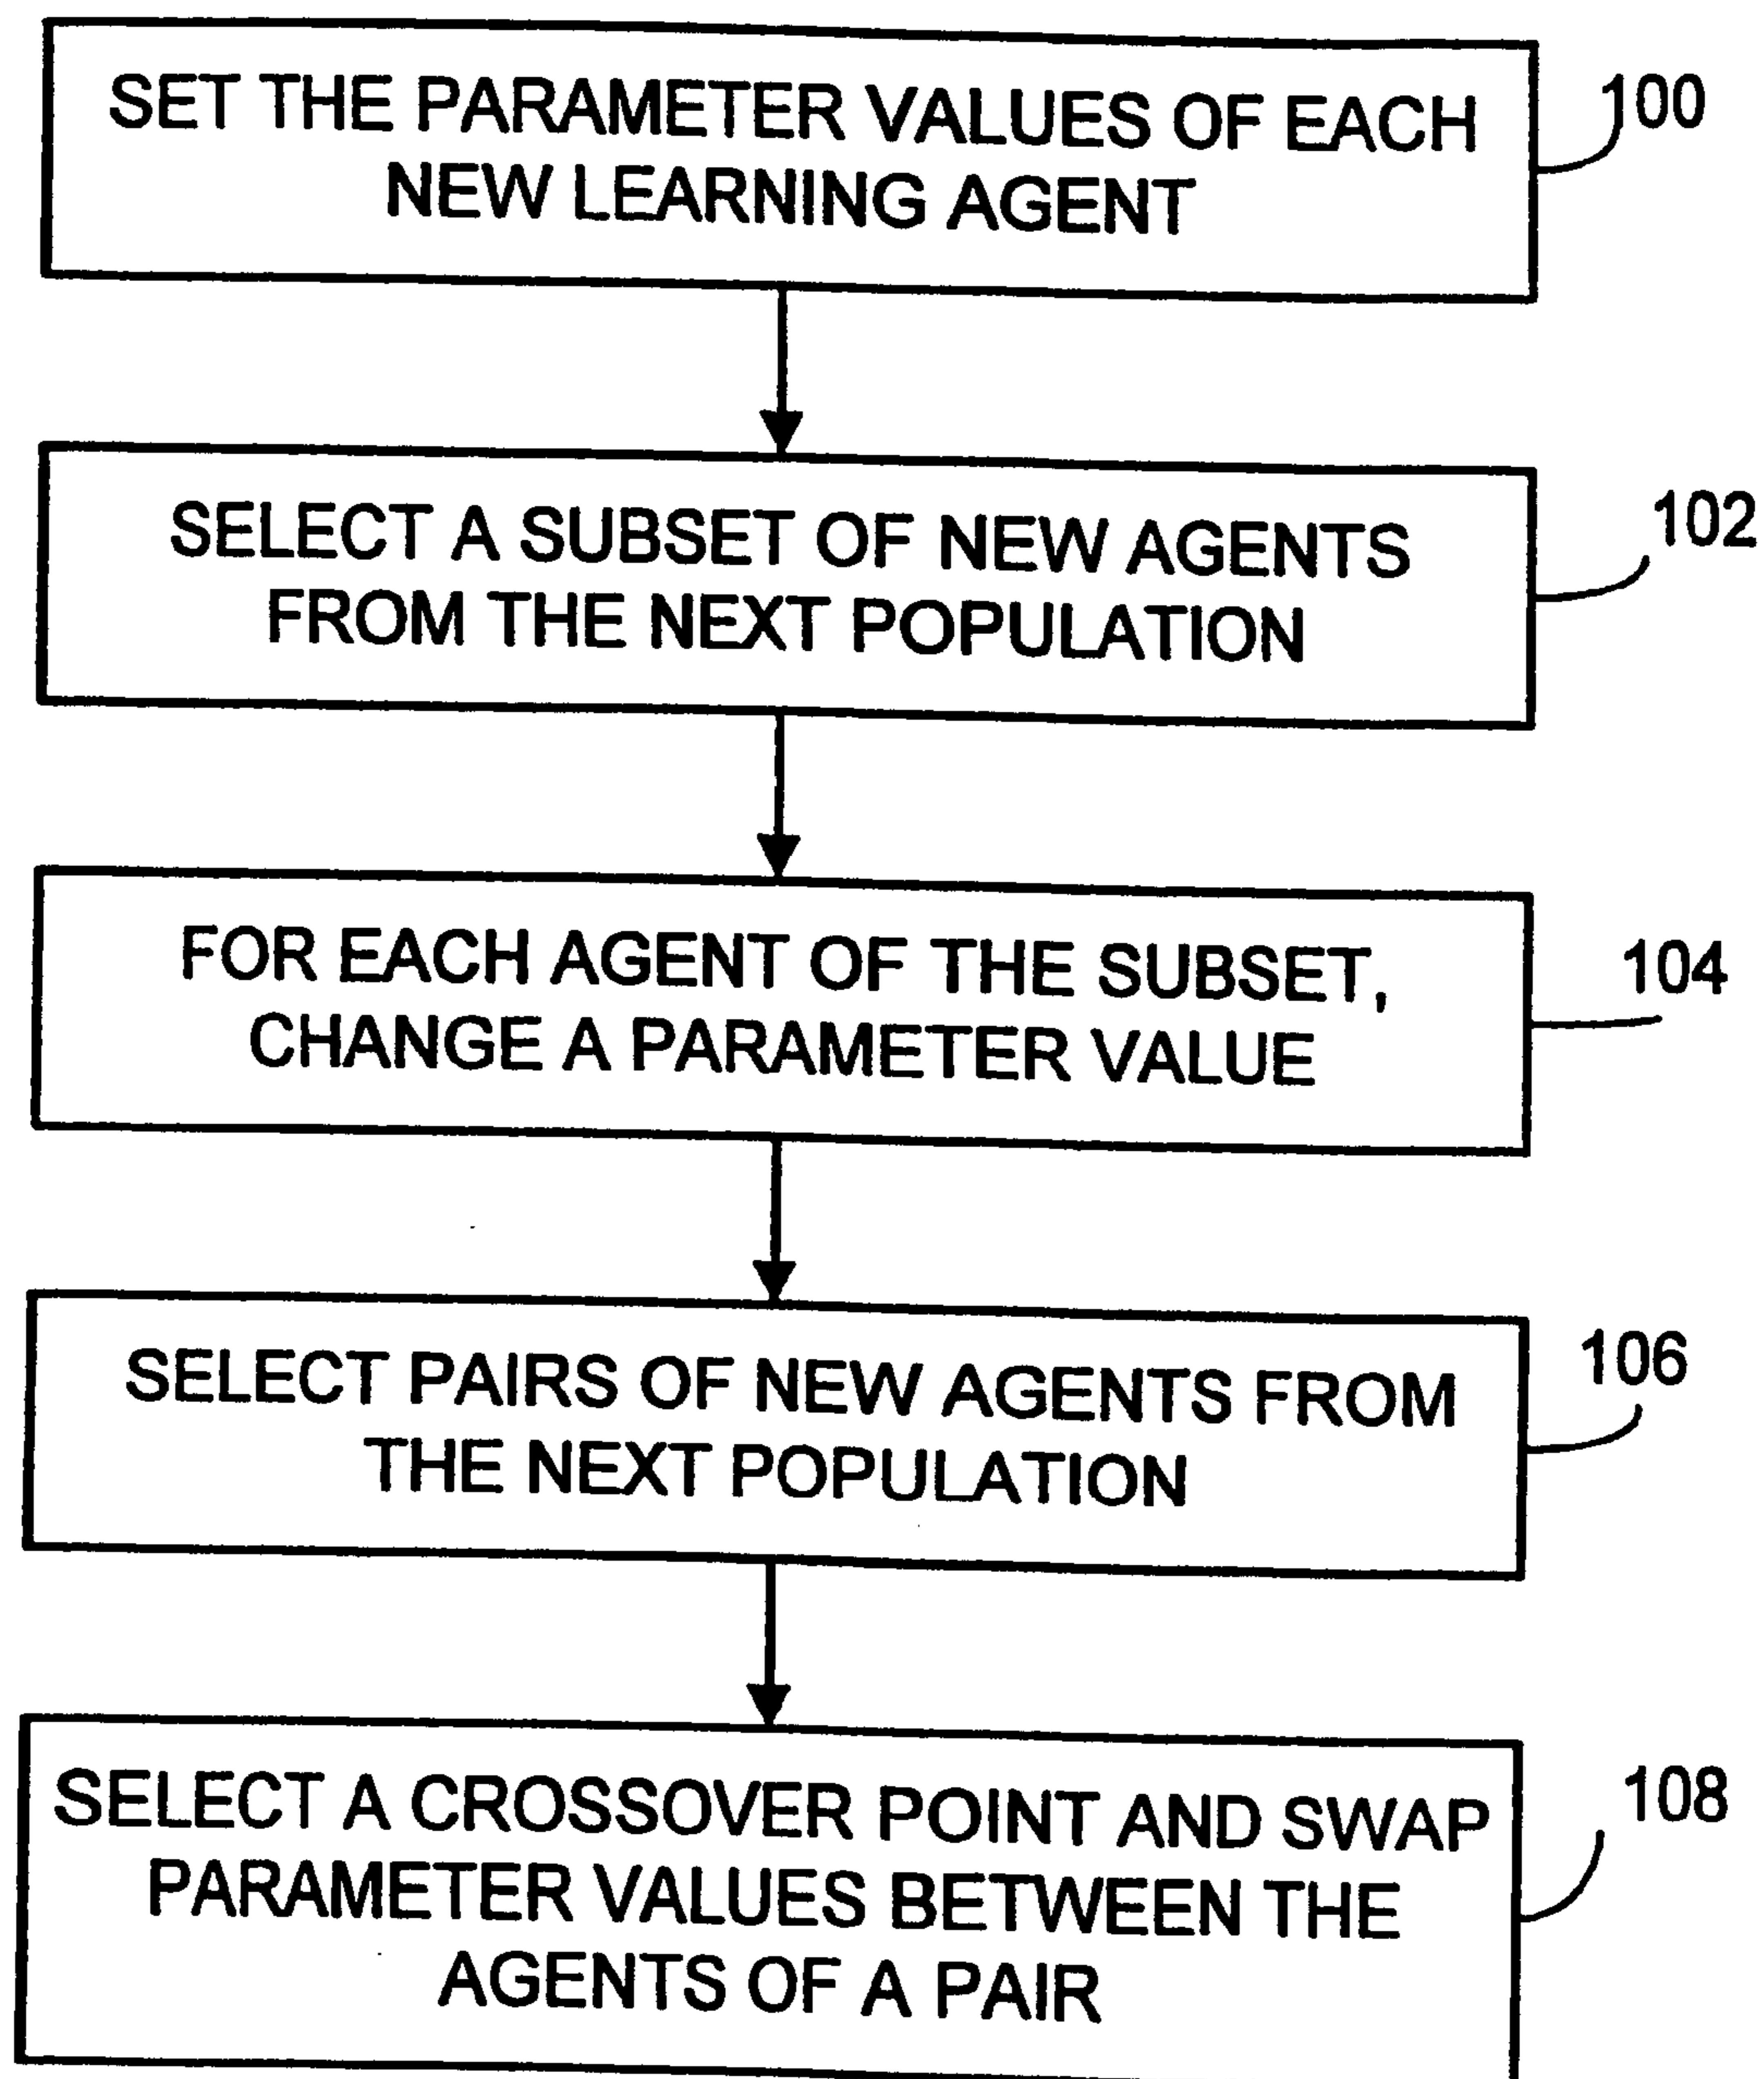 SET THE PARAMETER VALUES OF EACH
NEW LEARNING AGENT
100
SELECT A SUBSET OF NEW AGENTS
FROM THE NEXT POPULATION
102
FOR EACH AGENT OF THE SUBSET,
CHANGE A PARAMETER VALUE
104
SELECT PAIRS OF NEW AGENTS FROM
THE NEXT POPULATION
106
SELECT A CROSSOVER POINT AND SWAP
PARAMETER VALUES BETWEEN THE
AGENTS OF A PAIR
108